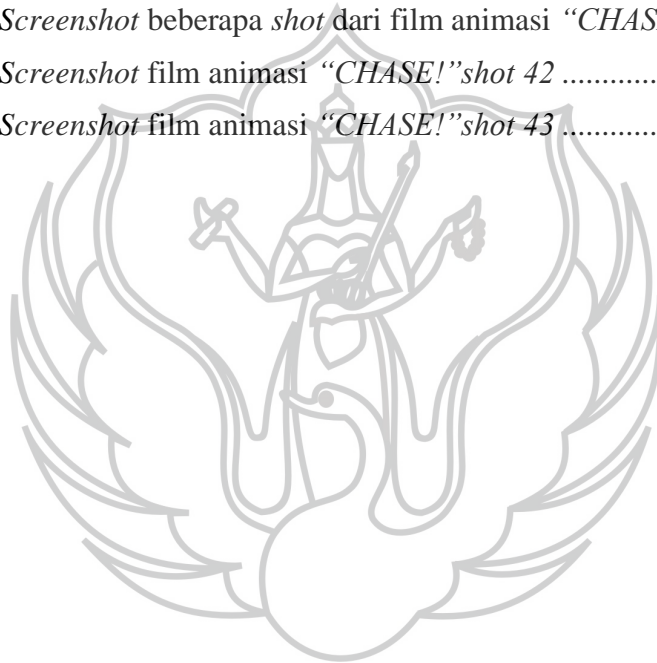 Screenshot beberapa shot dari film animasi “CHAS
Screenshot film animasi “CHASE!”shot 42 ............
Screenshot film animasi “CHASE!”shot 43 ............